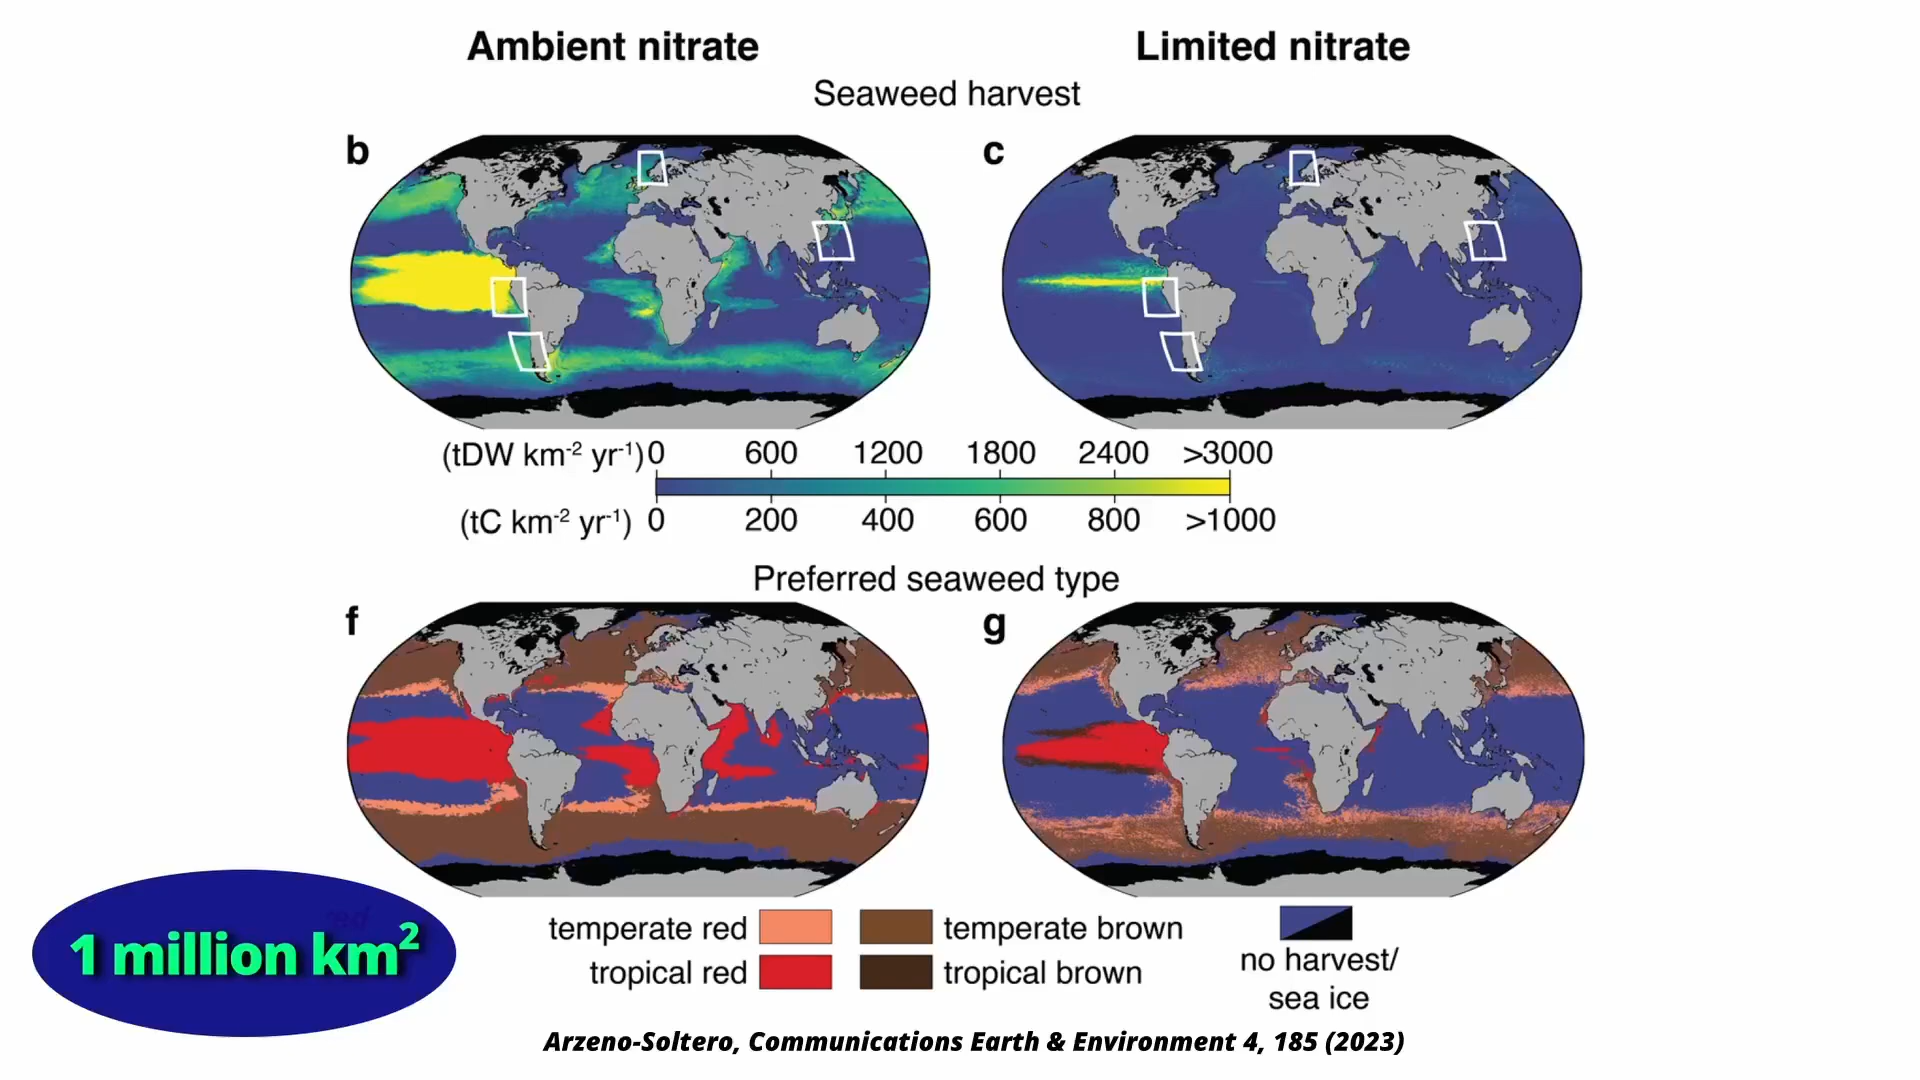 Ambient nitrate
Limited nitrate
Seaweed harvest
b
c
(tDW km⁻² yr⁻¹) 0 600 1200 1800 2400 >3000
(tC km⁻² yr⁻¹) 0 200 400 600 800 >1000
Preferred seaweed type
f
g
temperate red
temperate brown
tropical red
tropical brown
no harvest/
sea ice
1 million km²
Arzeno-Soltero, Communications Earth & Environment 4, 185 (2023)